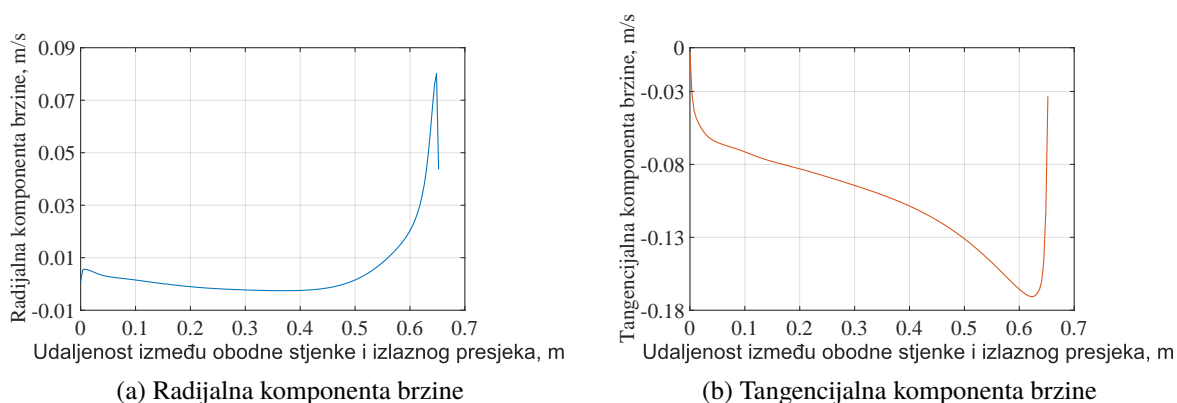 Radijalna komponenta brzine, m/s
0.09
0.07
0.05
0.03
0.01
-0.01
0 0.1 0.2 0.3 0.4 0.5 0.6 0.7
Udaljenost između obodne stjenke i izlaznog presjeka, m
(a) Radijalna komponenta brzine
Tangencijalna komponenta brzine, m/s
0
-0.03
-0.08
-0.13
-0.18
0 0.1 0.2 0.3 0.4 0.5 0.6 0.7
Udaljenost između obodne stjenke i izlaznog presjeka, m
(b) Tangencijalna komponenta brzine